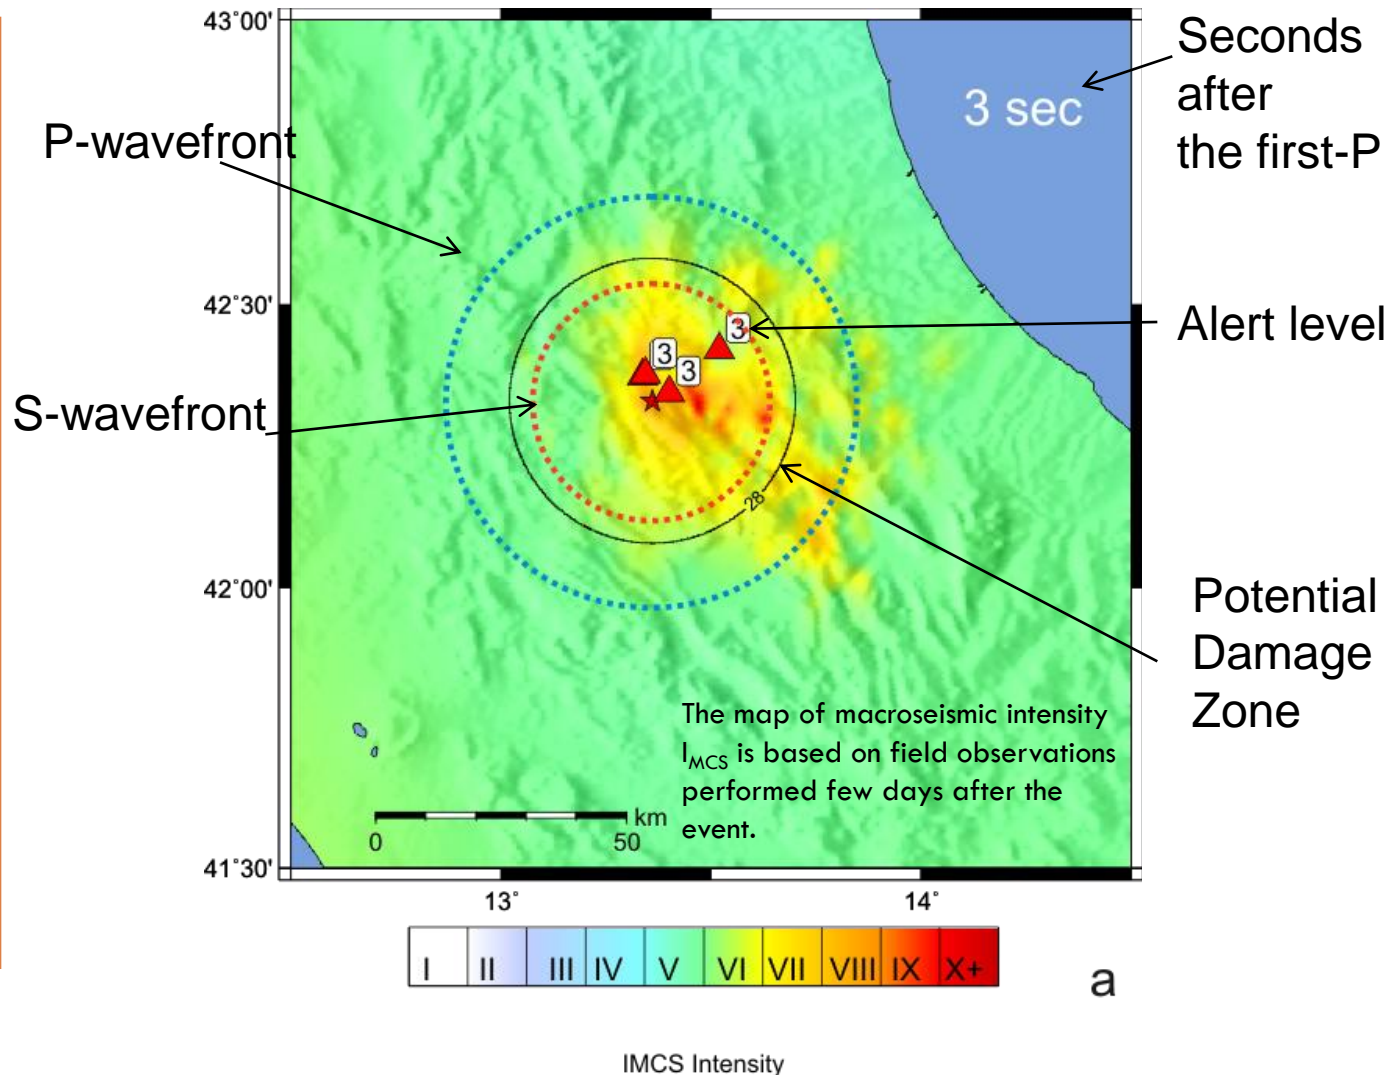 43°00'
42°30'
42°00'
41°30'
13°
14°
3 sec
Seconds
after
the first-P
P-wavefront
Alert level
S-wavefront
Potential
Damage
Zone
3
3
3
28
The map of macroseismic intensity
IMCS is based on field observations
performed few days after the
event.
km
0
50
I II III IV V VI VII VIII IX X+
a
IMCS Intensity